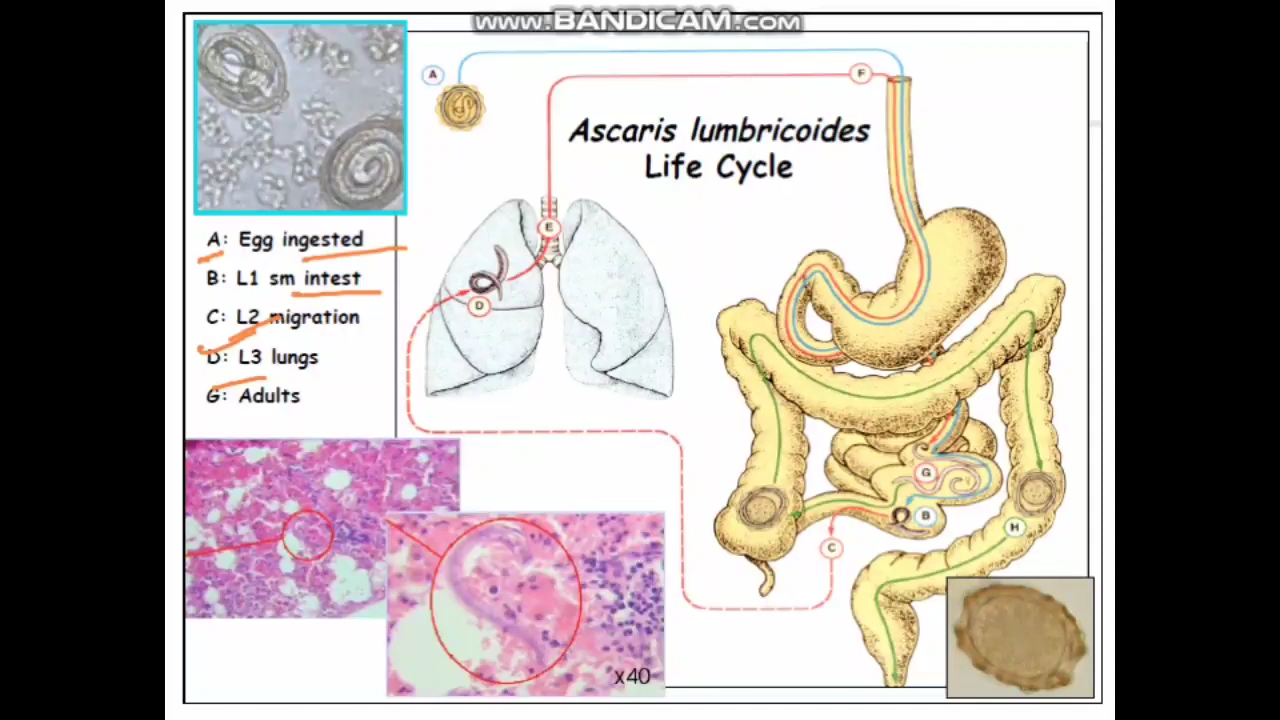 www.BANDICAM.com
A
F
Ascaris lumbricoides
Life Cycle
E
A: Egg ingested
B: L1 sm intest
C: L2 migration
D: L3 lungs
G: Adults
D
G
B
H
C
x40